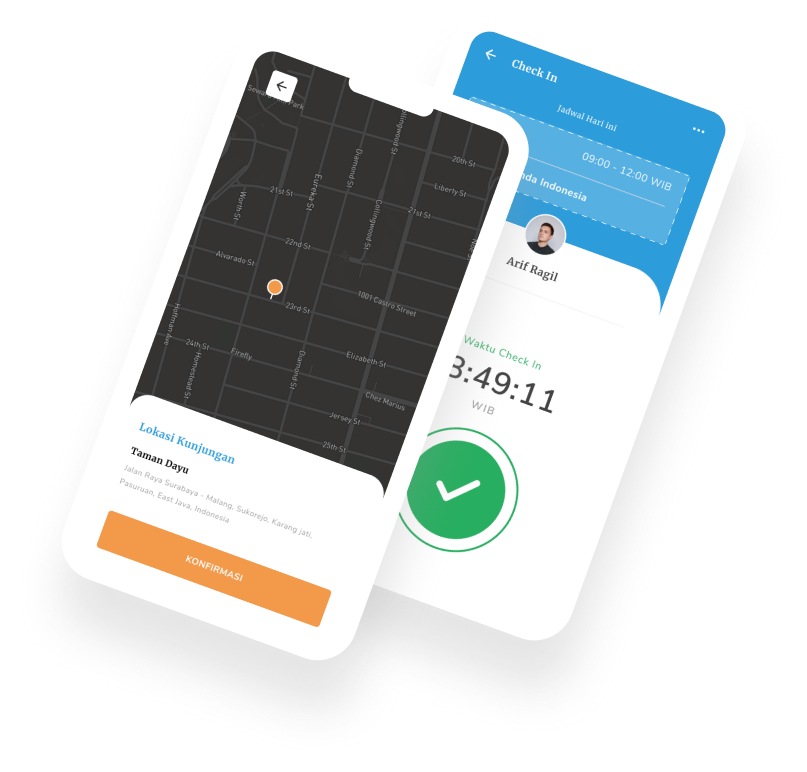 Check In
Jadwal Hari ini
09:00 - 12:00 WIB
Indonesia
Arif Ragil
Waktu Check In
:49:11
WIB
Park
Collingwood St
20th St
Diamond St
Liberty St
Eureka St
21st St
21st St
Worth St
Collingwood St
22nd St
Alvarado St
1001 Castro Street
23rd St
Hoffman Ave
24th St
Firefly
Elizabeth St
Homestead St
Diamond St
Chez Marius
Jersey St
25th St
Lokasi Kunjungan
Taman Dayu
Jalan Raya Surabaya - Malang, Sukorejo, Karang jati,
Pasuruan, East Java, Indonesia
KONFIRMASI